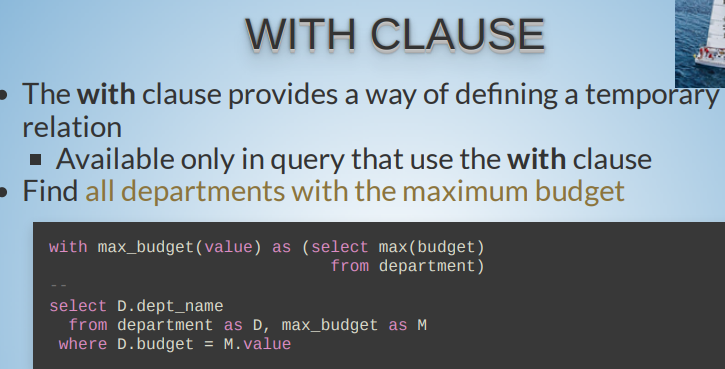 WITH CLAUSE
The with clause provides a way of defining a temporary
relation
Available only in query that use the with clause
Find all departments with the maximum budget
with max_budget(value) as (select max(budget)
from department)
--
select D.dept_name
from department as D, max_budget as M
where D.budget = M.value